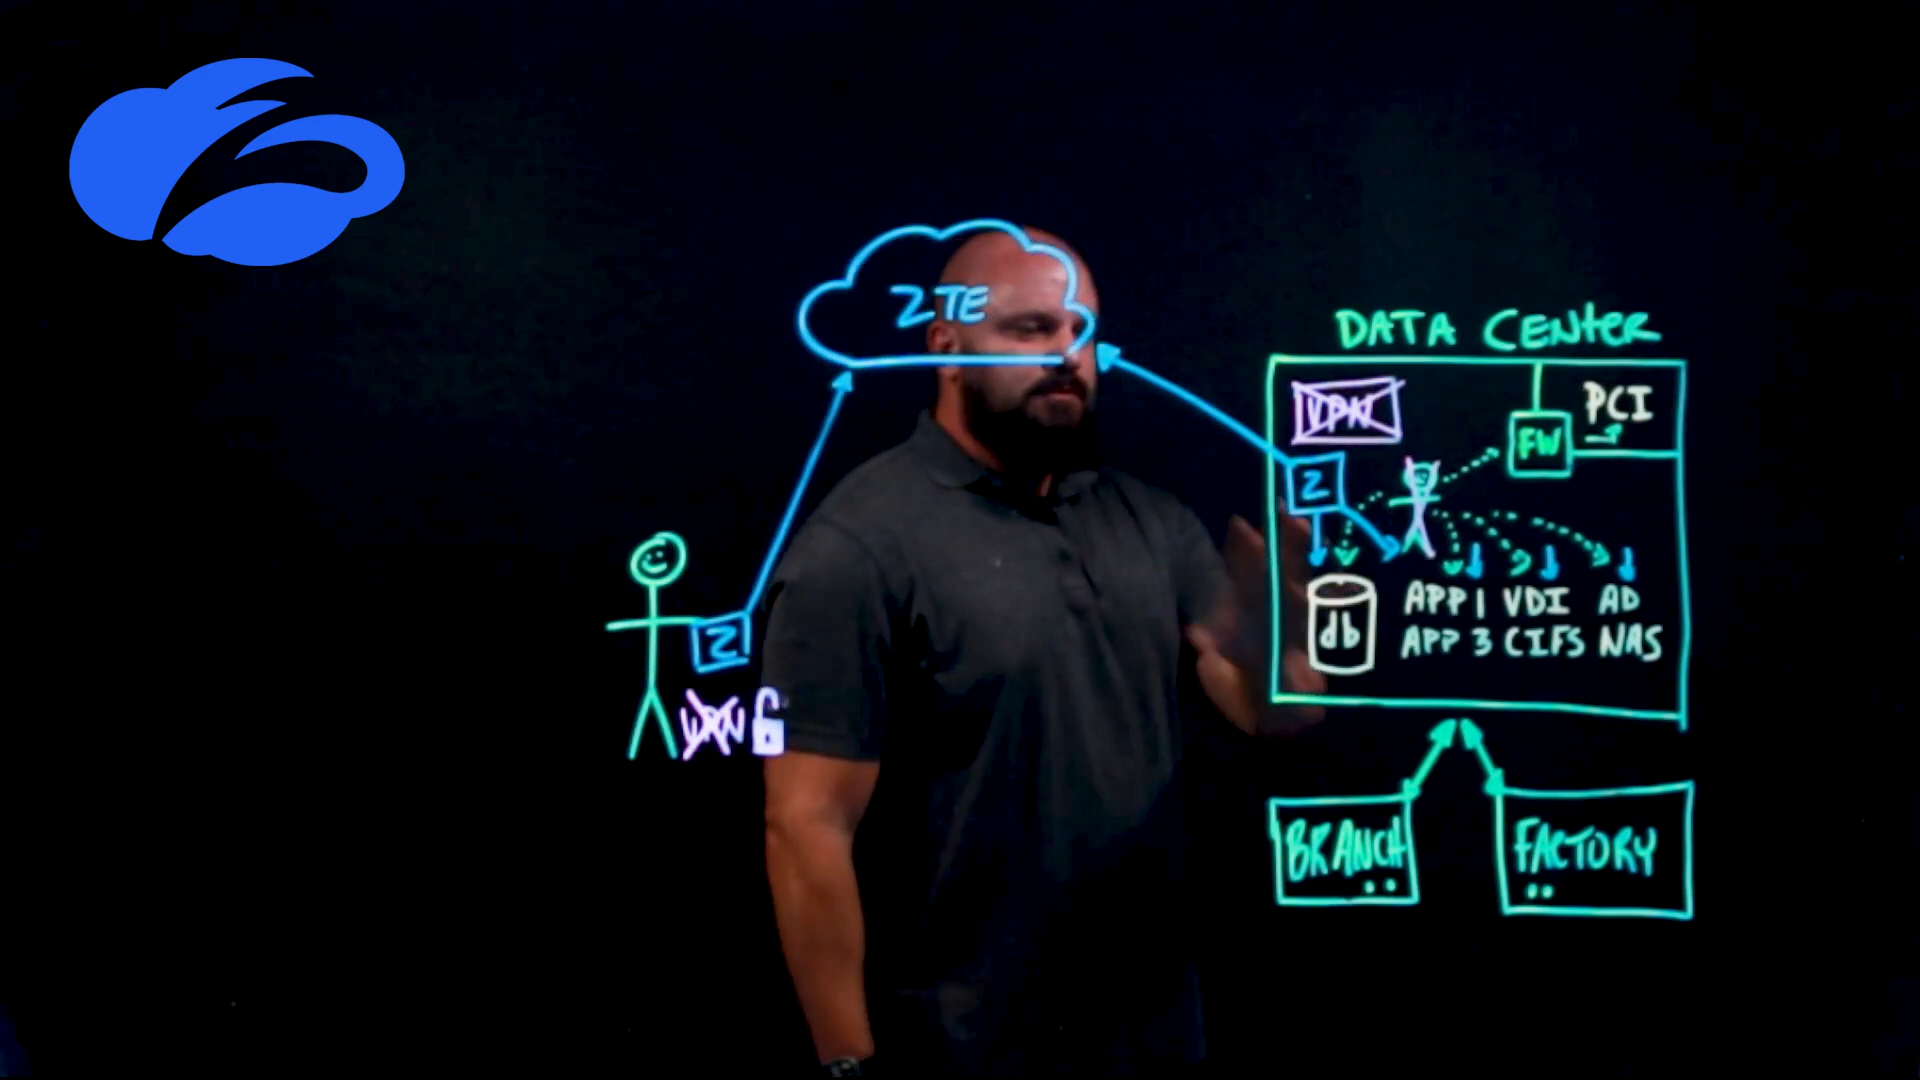 ZTE
DATA CENTER
VPN
PCI
FW
Z
db
APP 1 VDI AD
APP 3 CIFS NAS
Z
VPN
BRANCH
FACTORY